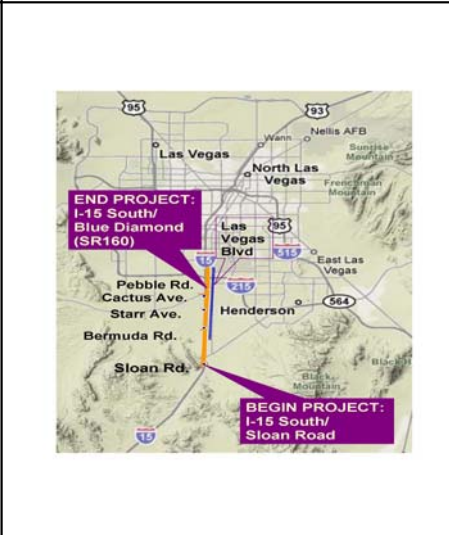 95
93
Wann
Nellis AFB
Las Vegas
Sunrise
Mountain
North Las
Vegas
Frenchman
Mountain
END PROJECT:
I-15 South/
Blue Diamond
(SR160)
95
Las
Vegas
Blvd
15
515
East Las
Vegas
215
Pebble Rd.
Cactus Ave.
Starr Ave.
Henderson
564
Bermuda Rd.
Sloan Rd.
Black
Mountain
BEGIN PROJECT:
I-15 South/
Sloan Road
15